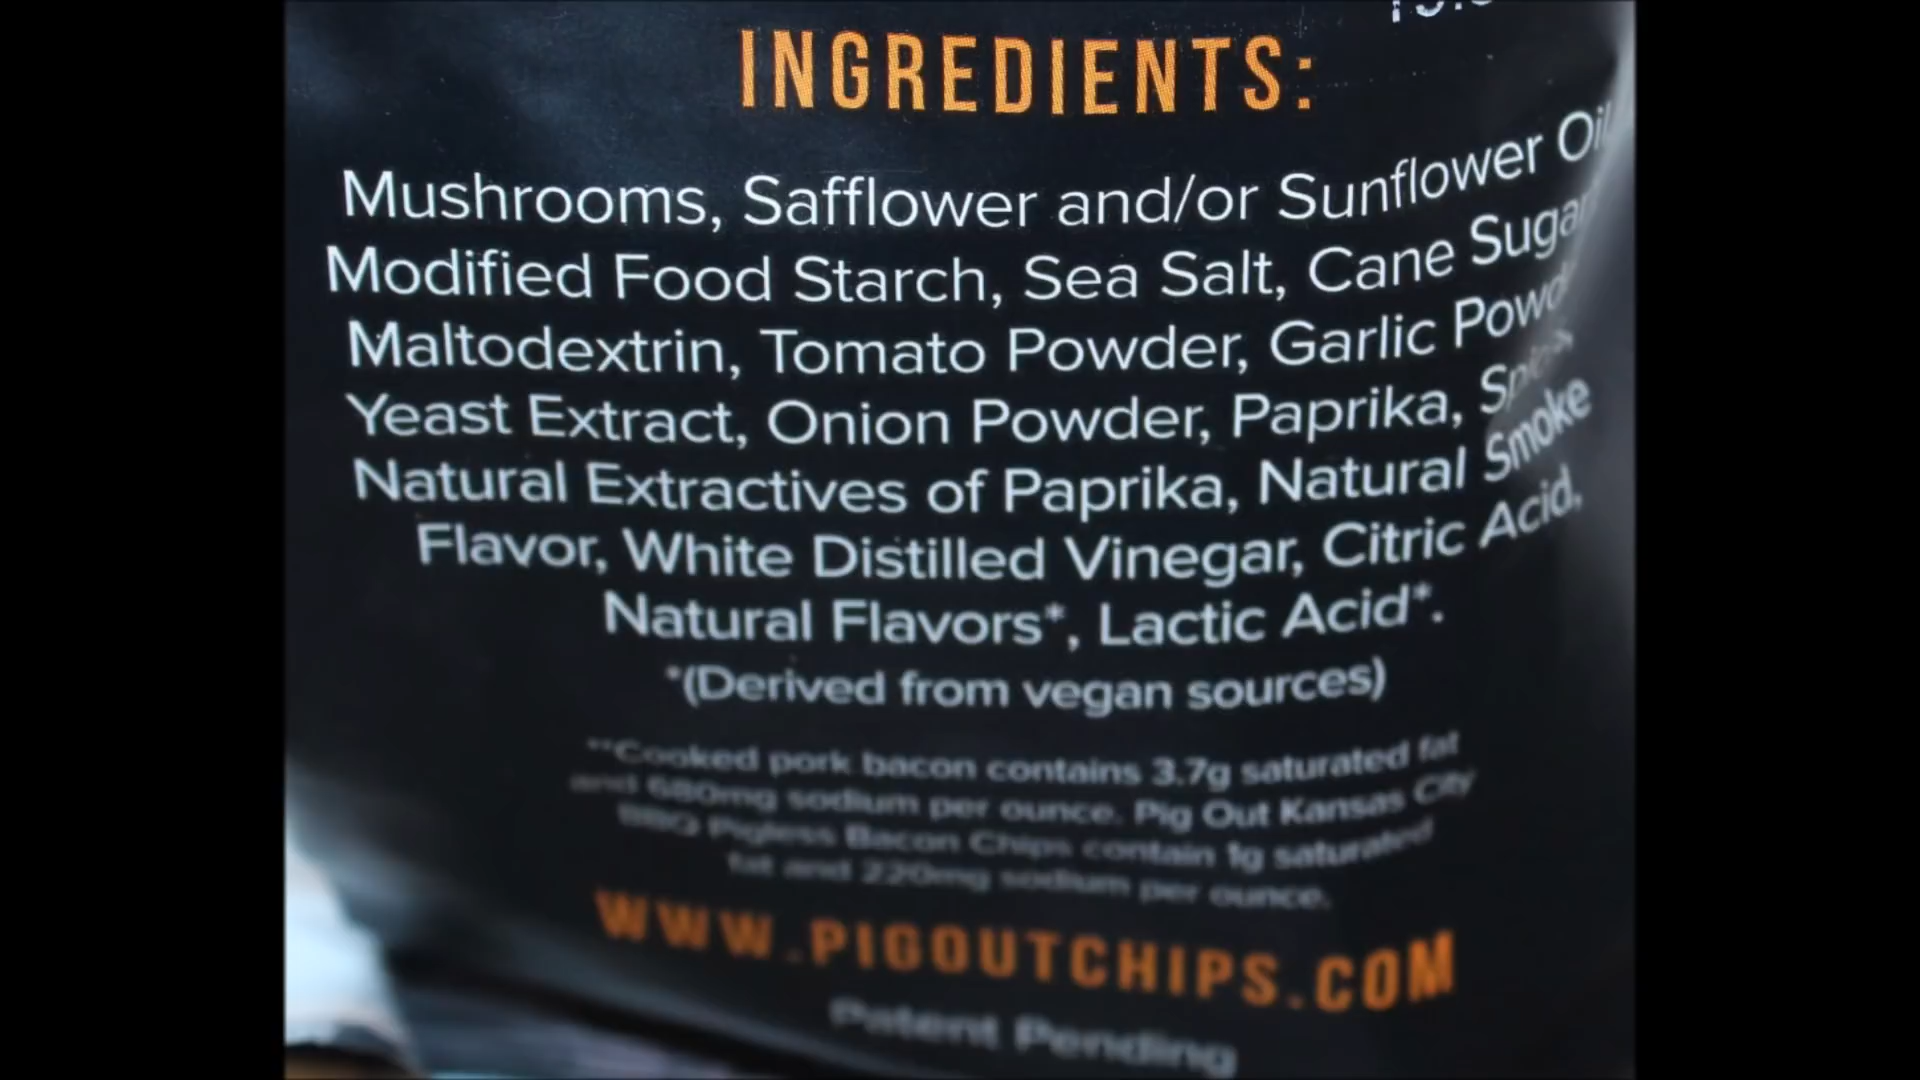 INGREDIENTS:
Mushrooms, Safflower and/or Sunflower Oil,
Modified Food Starch, Sea Salt, Cane Sugar
Maltodextrin, Tomato Powder, Garlic
Yeast Extract, Onion Powder, Paprika,
Natural Extractives of Paprika, Natural Smoke
Flavor, White Distilled Vinegar, Citric Acid,
Natural Flavors*, Lactic Acid*.
*(Derived from vegan sources)
**Cooked pork bacon contains 3.7g saturated fat
and 680mg sodium per ounce. Pig Out Kansas City
BBQ Pigless Bacon Chips contain 1g saturated
fat and 220mg sodium per ounce.
WWW.PIGOUTCHIPS.COM
Patent Pending